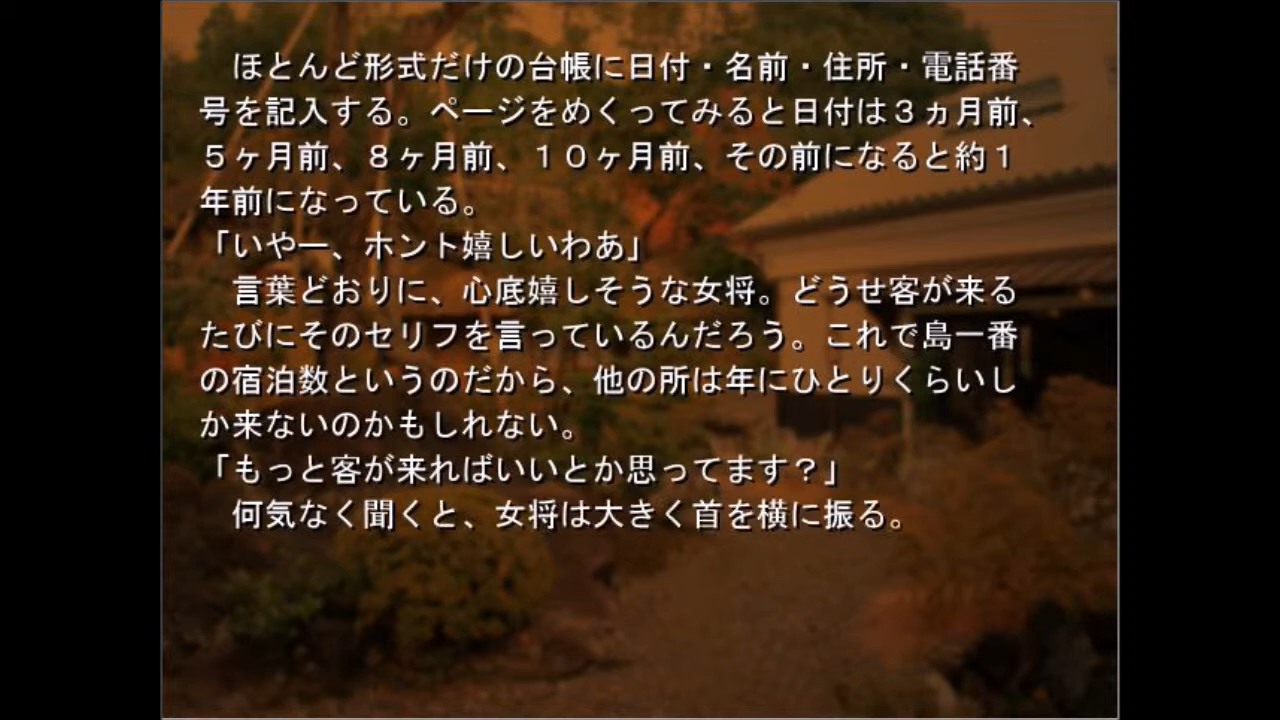 ほとんど形式だけの台帳に日付・名前・住所・電話番
号を記入する。ページをめくってみると日付は３ヵ月前、
５ヶ月前、８ヶ月前、１０ヶ月前、その前になると約１
年前になっている。
「いやー、ホント嬉しいわあ」
　言葉どおりに、心底嬉しそうな女将。どうせ客が来る
たびにそのセリフを言っているんだろう。これで島一番
の宿泊数というのだから、他の所は年にひとりくらいし
か来ないのかもしれない。
「もっと客が来ればいいとか思ってます？」
　何気なく聞くと、女将は大きく首を横に振る。